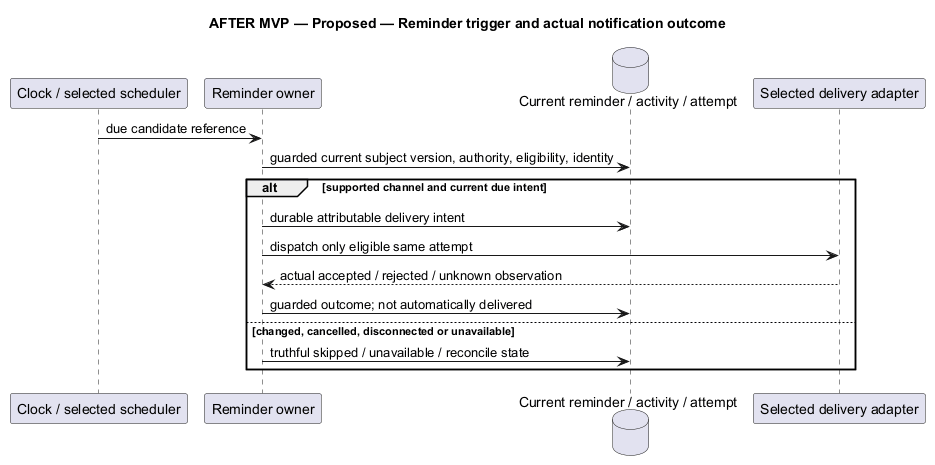 AFTER MVP — Proposed — Reminder trigger and actual notification outcome
Clock / selected scheduler
Reminder owner
Current reminder / activity / attempt
Selected delivery adapter
due candidate reference
guarded current subject version, authority, eligibility, identity
alt
[supported channel and current due intent]
durable attributable delivery intent
dispatch only eligible same attempt
actual accepted / rejected / unknown observation
guarded outcome; not automatically delivered
[changed, cancelled, disconnected or unavailable]
truthful skipped / unavailable / reconcile state
Clock / selected scheduler
Reminder owner
Current reminder / activity / attempt
Selected delivery adapter